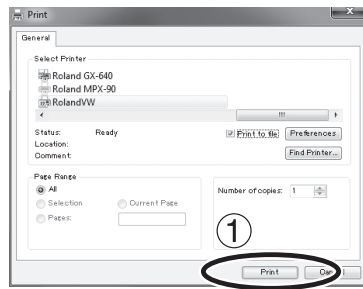 Print
General
Select Printer
Roland GX-640
Roland MPX-90
RolandVW
Status: Ready
Print to file Preferences
Location:
Comment:
Find Printer...
Page Range
All
Selection Current Page
Pages:
Number of copies: 1
1
Print